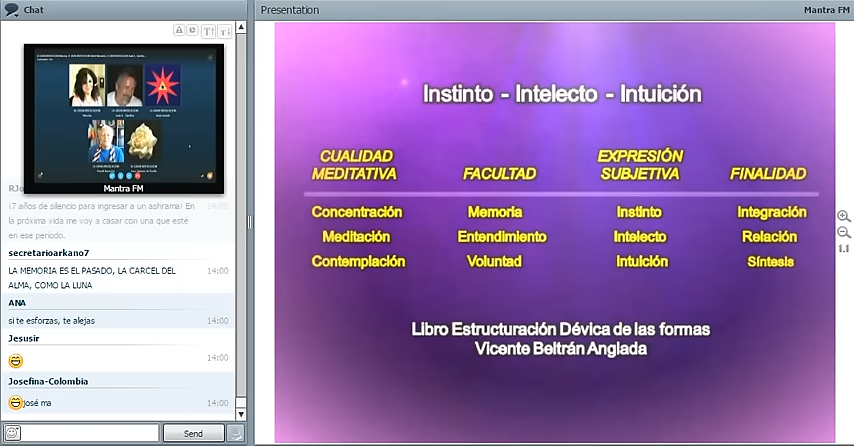 Chat
Mantra FM
RJo
¡7 años de silencio para ingresar a un ashrama! En
14:00
la próxima vida me voy a casar con una que esté
en ese periodo.
secretarioarkano7
LA MEMORIA ES EL PASADO, LA CARCEL DEL
14:00
ALMA, COMO LA LUNA
ANA
si te esforzas, te alejas
14:00
Jesusir
14:00
Josefina-Colombia
josé ma
14:00
Send
Presentation
Mantra FM
Instinto - Intelecto - Intuición
CUALIDAD MEDITATIVA FACULTAD EXPRESIÓN SUBJETIVA FINALIDAD
Concentración Memoria Instinto Integración
Meditación Entendimiento Intelecto Relación
Contemplación Voluntad Intuición Síntesis
Libro Estructuración Dévica de las formas
Vicente Beltrán Anglada
1.1